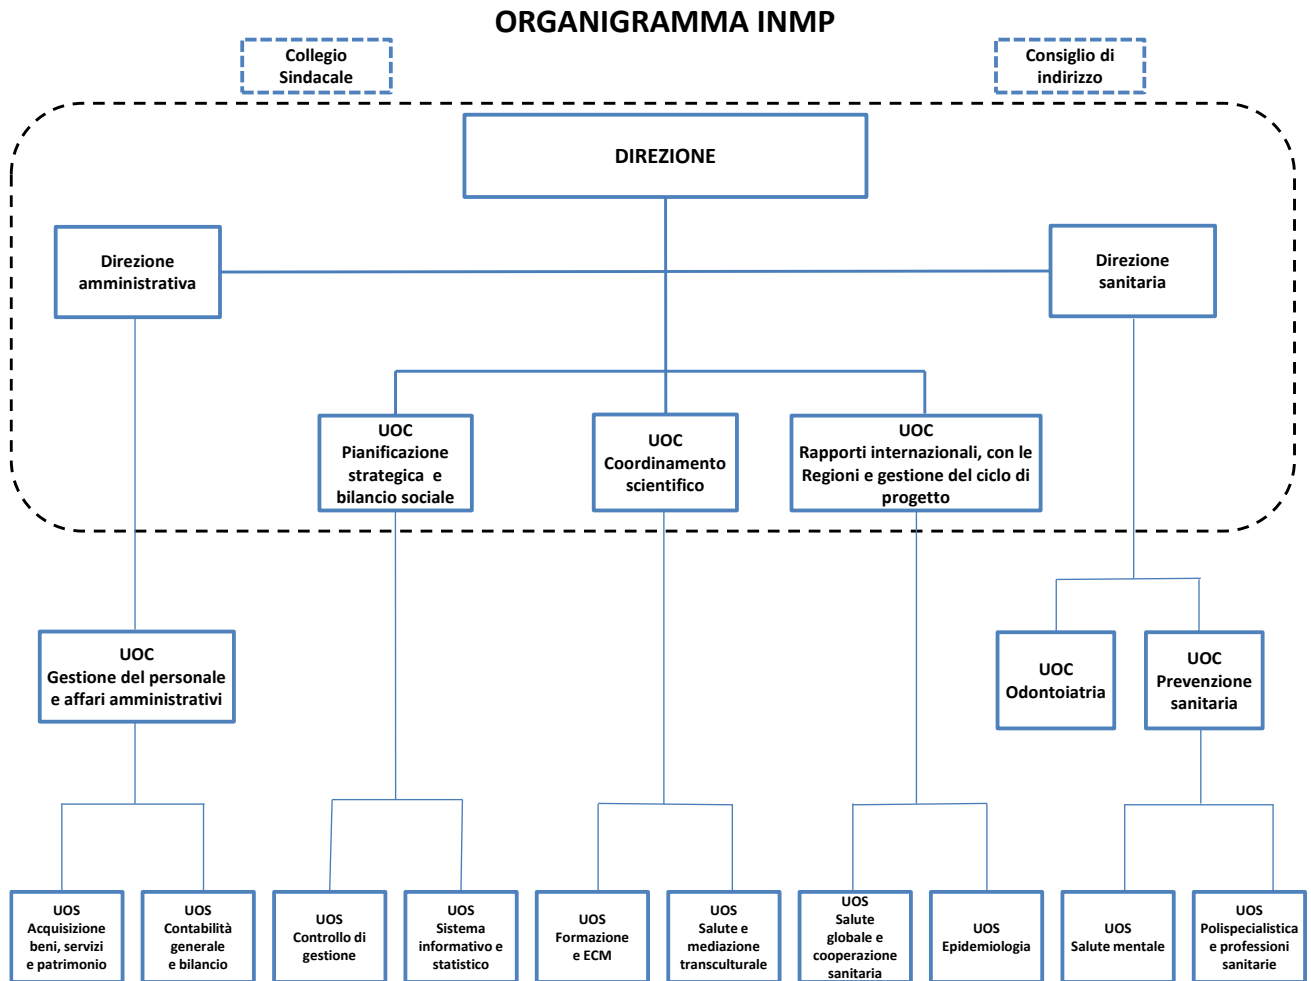 ORGANIGRAMMA INMP
Collegio
Sindacale
Consiglio di
indirizzo
DIREZIONE
Direzione
amministrativa
Direzione
sanitaria
UOC
Pianificazione
strategica e
bilancio sociale
UOC
Coordinamento
scientifico
UOC
Rapporti internazionali, con le
Regioni e gestione del ciclo di
progetto
UOC
Gestione del personale
e affari amministrativi
UOC
Odontoiatria
UOC
Prevenzione
sanitaria
UOS
Acquisizione
beni, servizi
e patrimonio
UOS
Contabilità
generale
e bilancio
UOS
Controllo di
gestione
UOS
Sistema
informativo e
statistico
UOS
Formazione
e ECM
UOS
Salute e
mediazione
transculturale
UOS
Salute
globale e
cooperazione
sanitaria
UOS
Epidemiologia
UOS
Salute mentale
UOS
Polispecialistica
e professioni
sanitarie